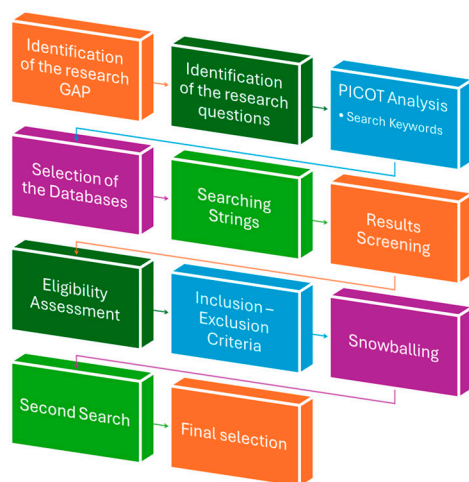 Identification
of the research
GAP
Identification
of the research
questions
PICOT Analysis
• Search Keywords
Selection of
the Databases
Searching
Strings
Results
Screening
Eligibility
Assessment
Inclusion –
Exclusion
Criteria
Snowballing
Second Search
Final selection